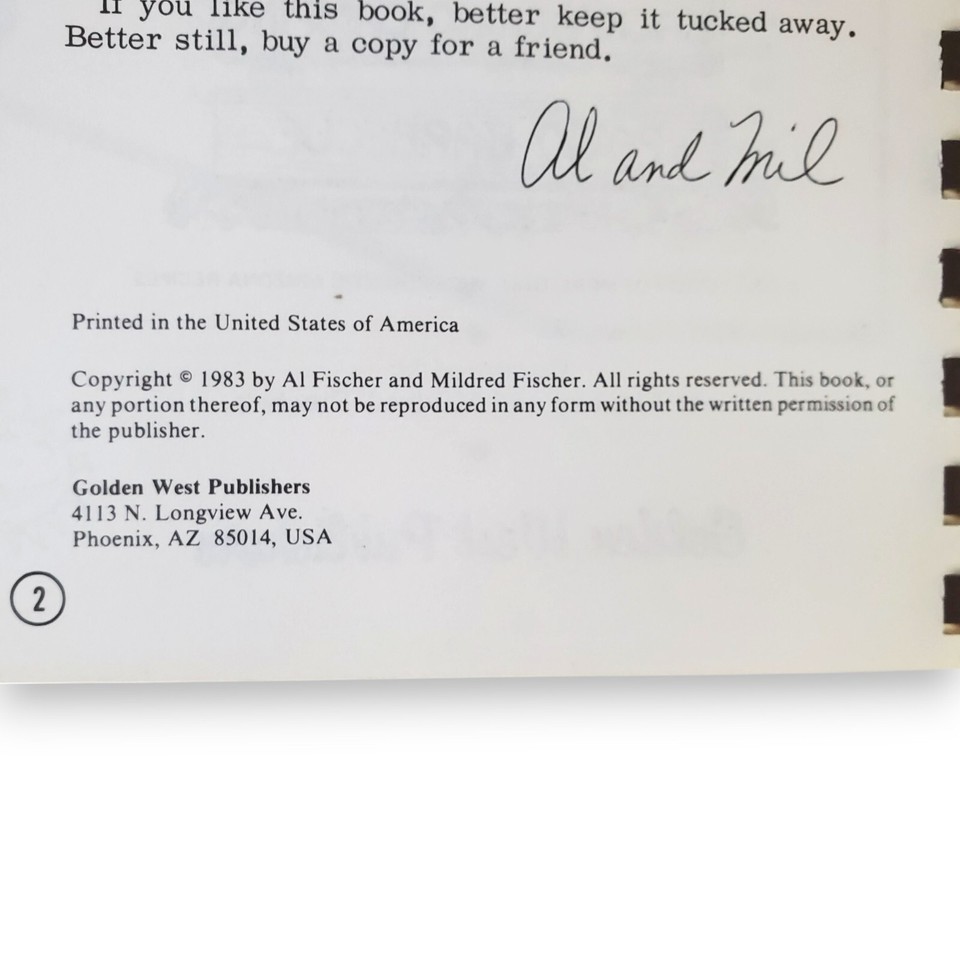 If you like this book, better keep it tucked away.
Better still, buy a copy for a friend.
Al and Mil
Printed in the United States of America
Copyright © 1983 by Al Fischer and Mildred Fischer. All rights reserved. This book, or
any portion thereof, may not be reproduced in any form without the written permission of
the publisher.
Golden West Publishers
4113 N. Longview Ave.
Phoenix, AZ 85014, USA
2